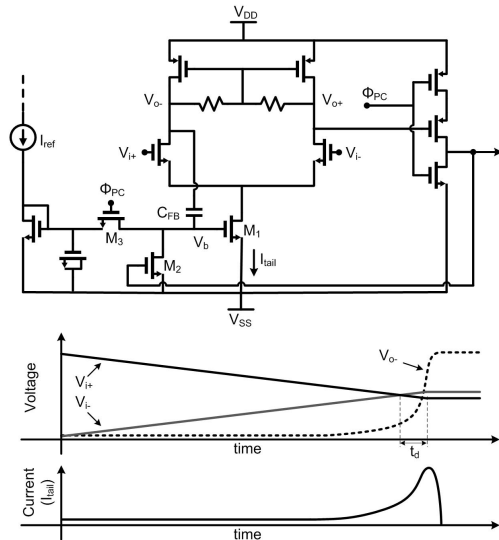 V_DD
V_o-
V_o+
Φ_PC
I_ref
V_i+
V_i-
Φ_PC
C_FB
M_3
V_b
M_1
M_2
I_tail
V_SS
Voltage
V_i+
V_i-
V_o-
time
t_d
Current
(I_tail)
time